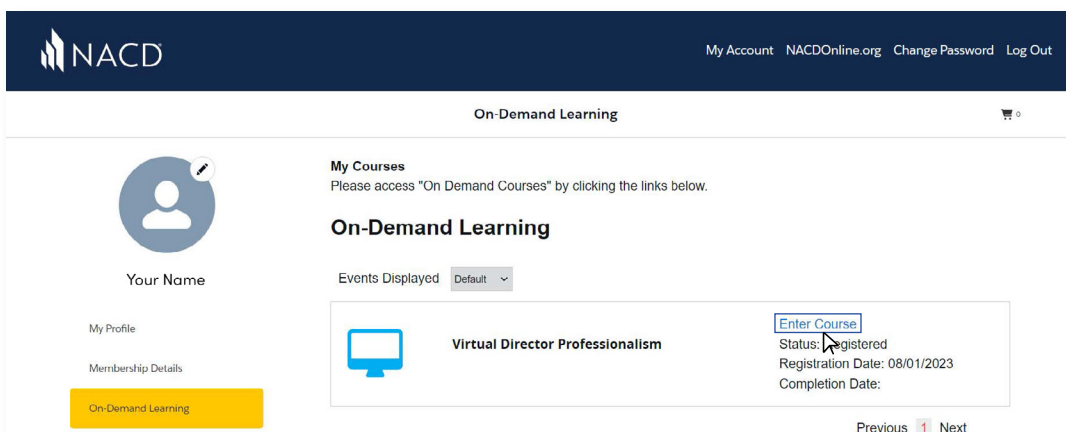 NACD
My Account NACDOnline.org Change Password Log Out
On-Demand Learning
0
My Courses
Please access "On Demand Courses" by clicking the links below.
On-Demand Learning
Your Name
Events Displayed Default
My Profile
Membership Details
On-Demand Learning
Virtual Director Professionalism
Enter Course
Status: Registered
Registration Date: 08/01/2023
Completion Date:
Previous 1 Next